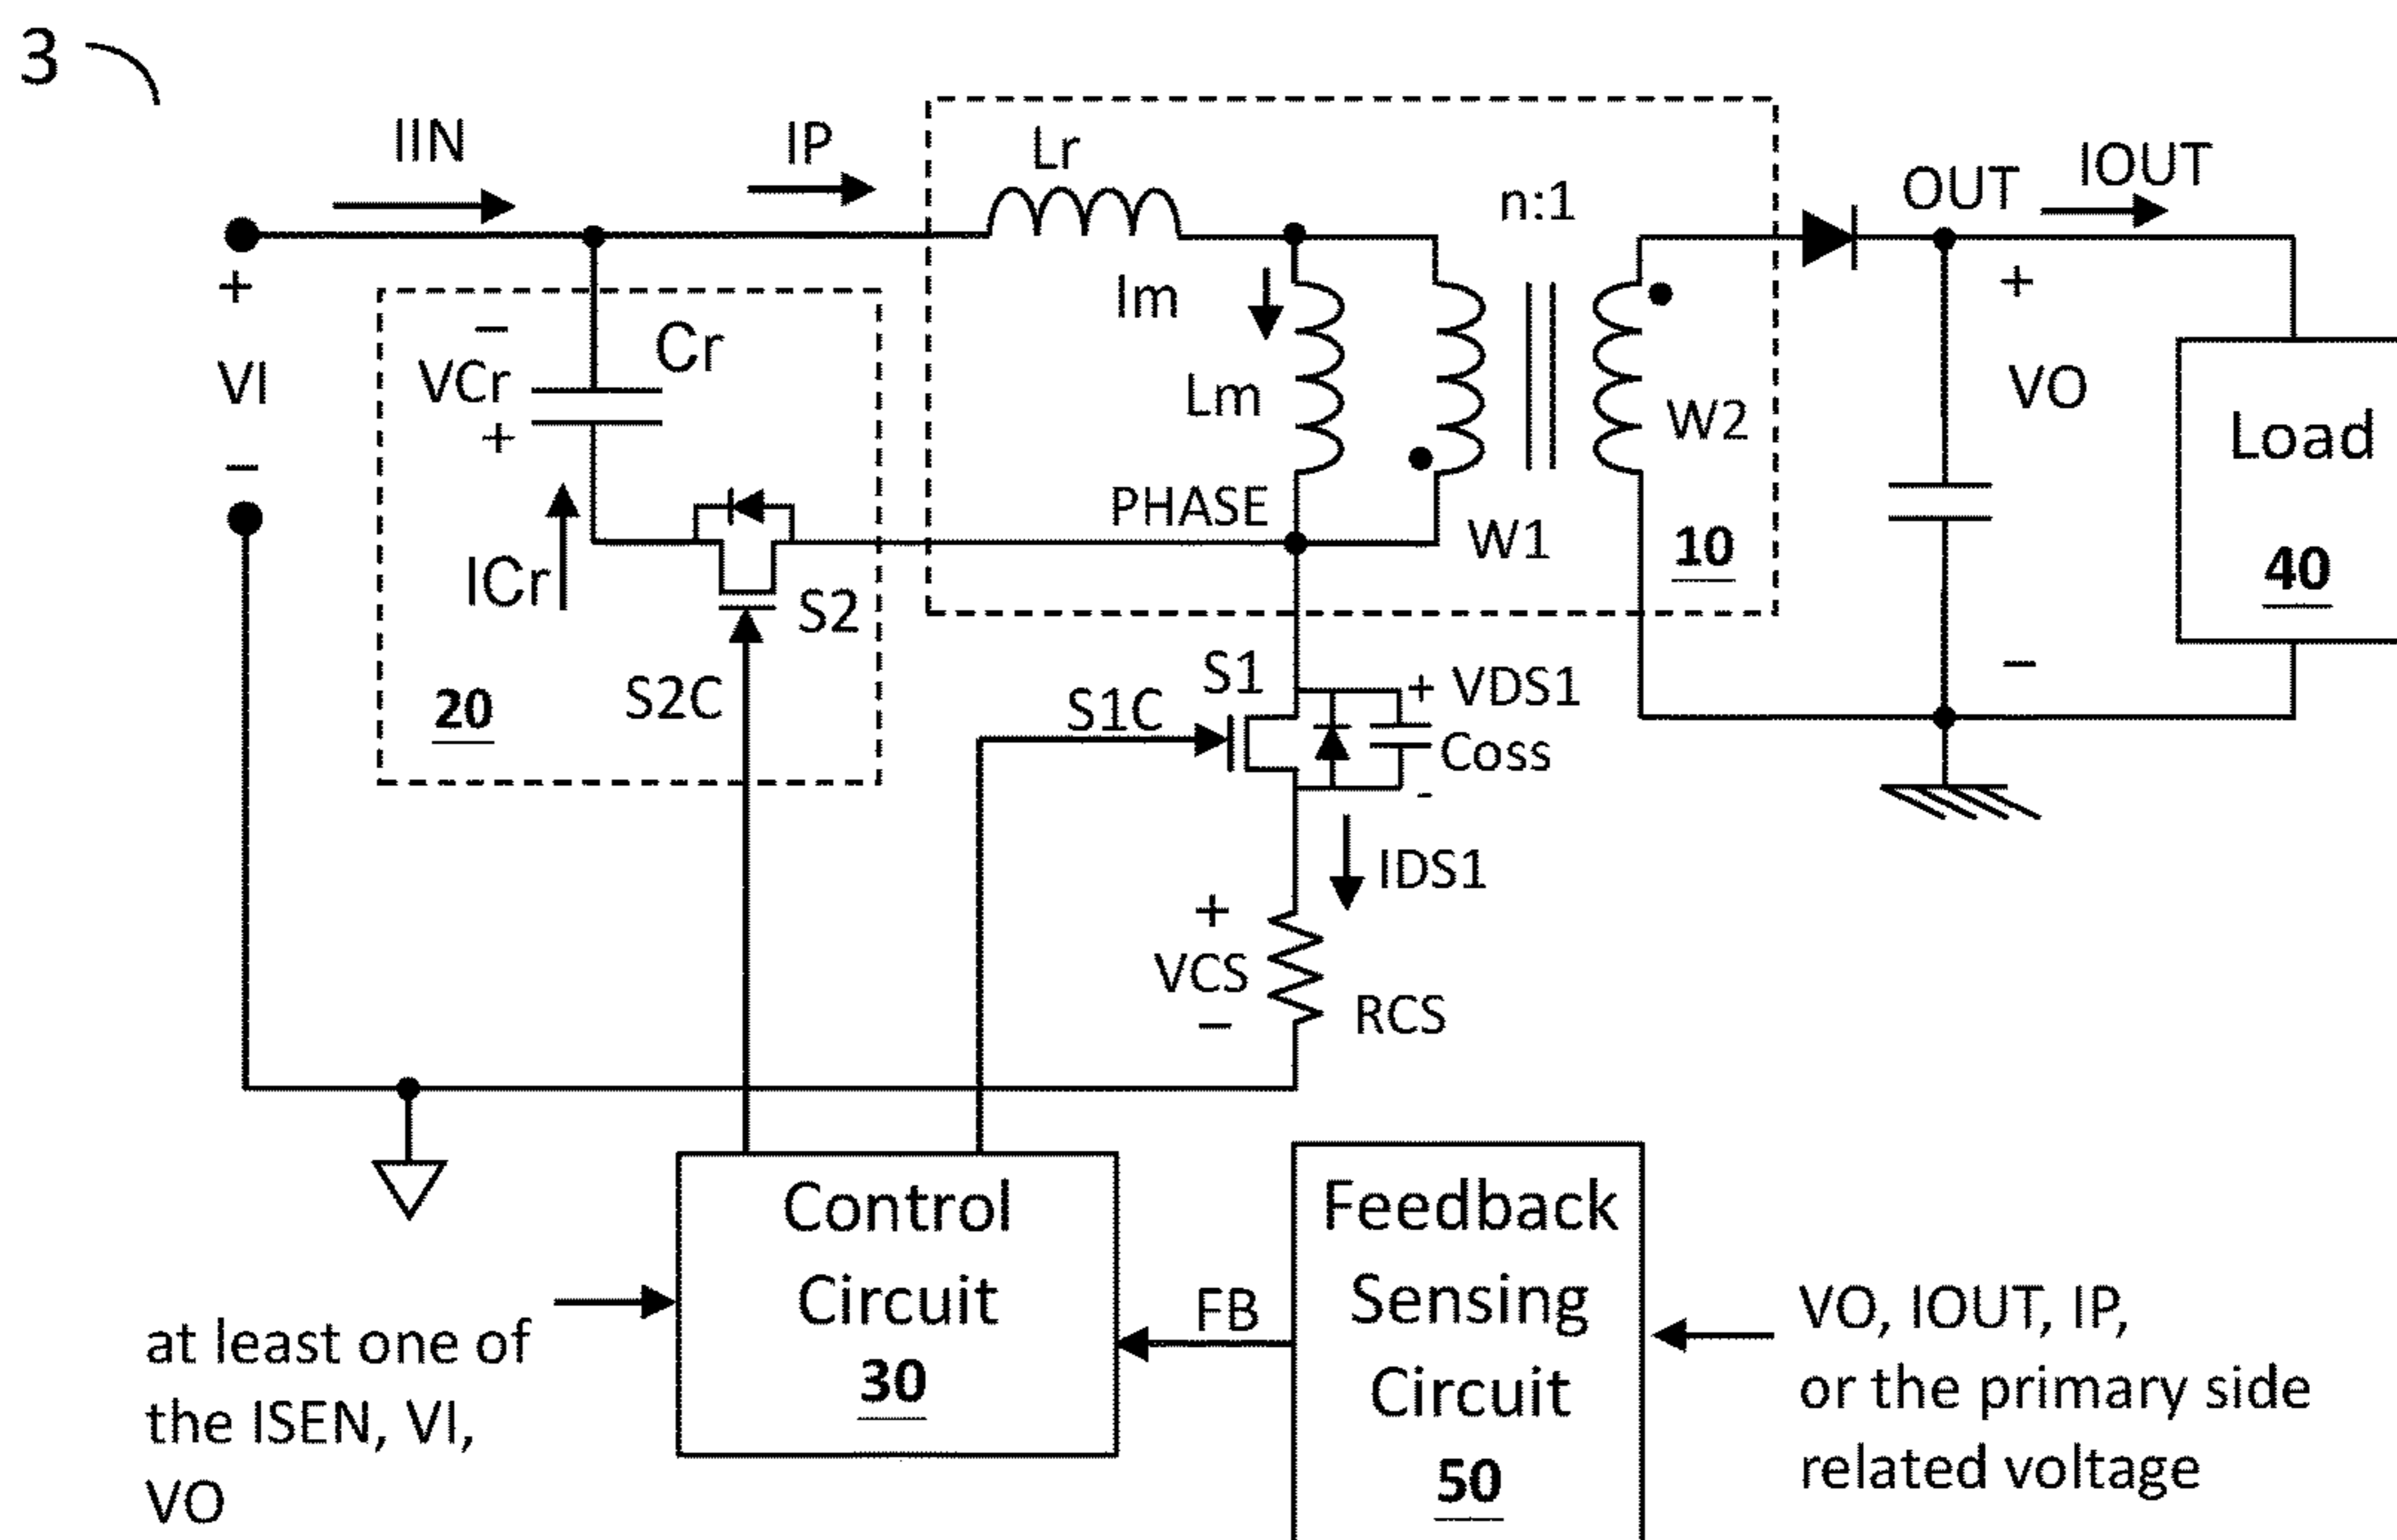 3
IIN
IP
Lr
n:1
OUT
IOUT
+
VI
−
−
VCr
+
Cr
ICr
S2
S2C
20
Im
Lm
PHASE
W1
W2
10
+
VO
−
Load
40
S1
S1C
+ VDS1
Coss
-
IDS1
+
VCS
−
RCS
Control
Circuit
30
FB
Feedback
Sensing
Circuit
50
at least one of
the ISEN, VI,
VO
VO, IOUT, IP,
or the primary side
related voltage